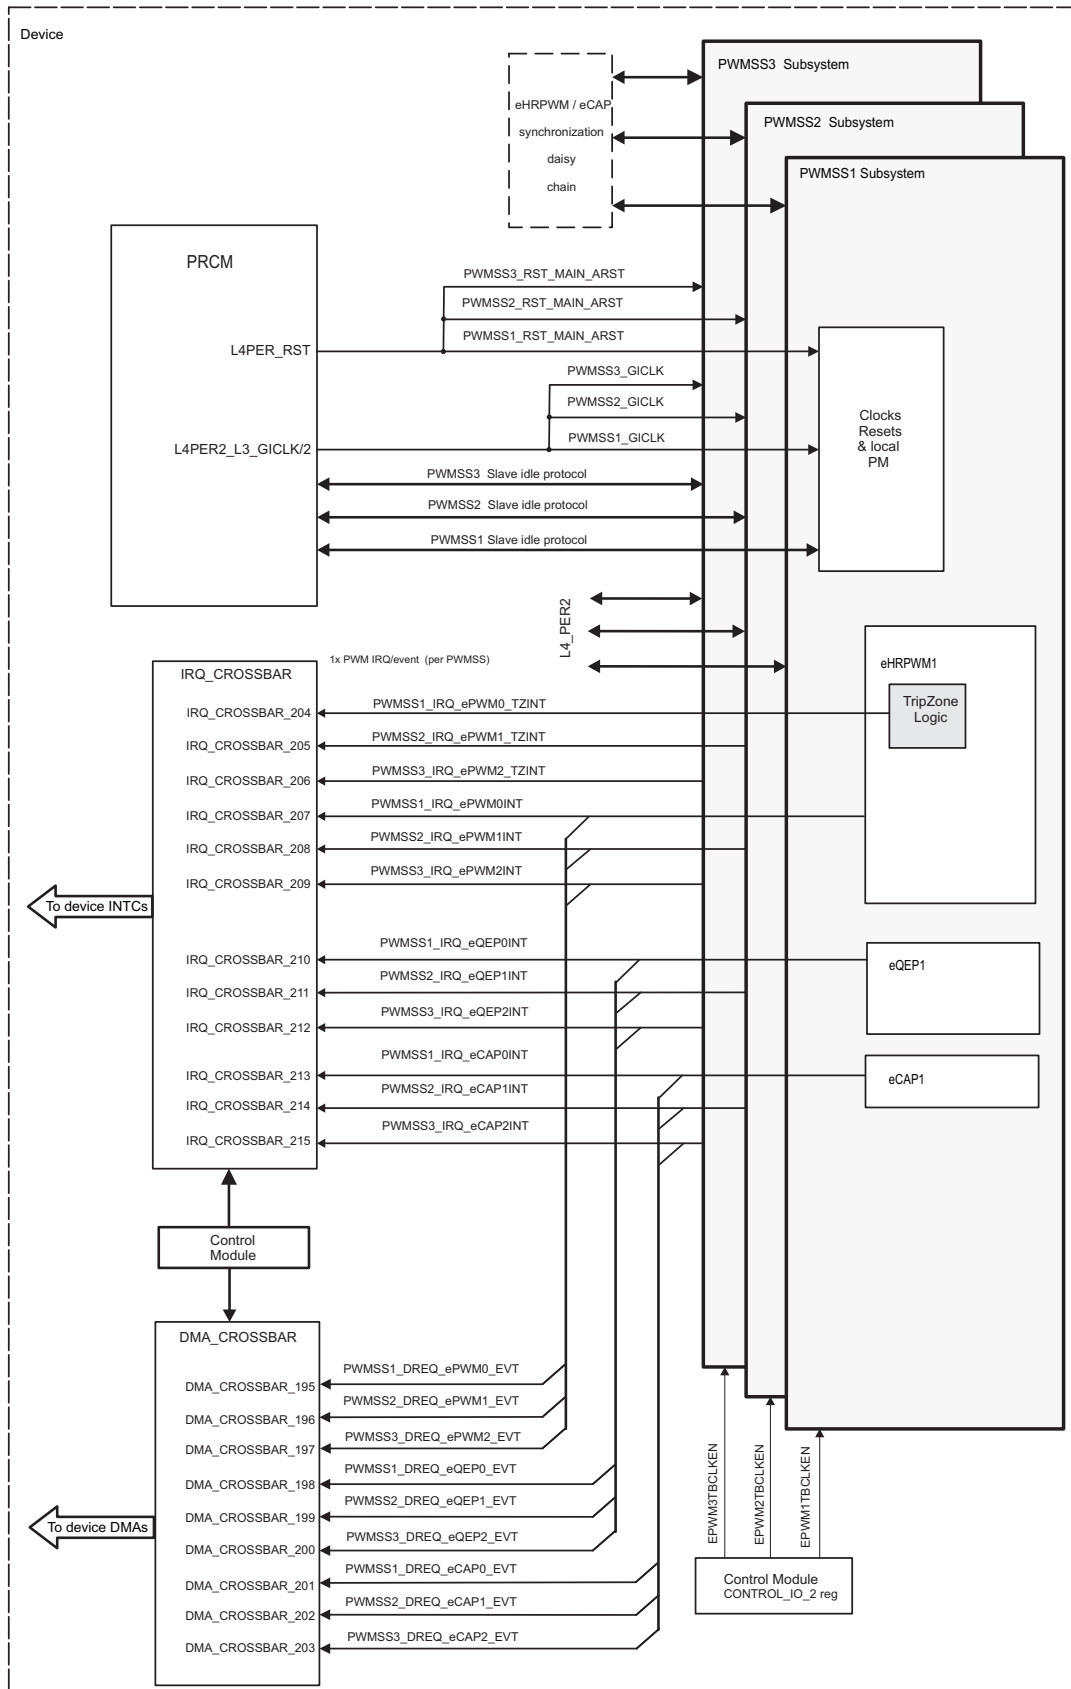 Device
PWMSS3 Subsystem
eHRPWM / eCAP
synchronization
daisy
chain
PWMSS2 Subsystem
PWMSS1 Subsystem
PRCM
PWMSS3_RST_MAIN_ARST
PWMSS2_RST_MAIN_ARST
PWMSS1_RST_MAIN_ARST
L4PER_RST
PWMSS3_GICLK
PWMSS2_GICLK
PWMSS1_GICLK
L4PER2_L3_GICLK/2
Clocks
Resets
& local
PM
PWMSS3 Slave idle protocol
PWMSS2 Slave idle protocol
PWMSS1 Slave idle protocol
L4_PER2
1x PWM IRQ/event (per PWMSS)
IRQ_CROSSBAR
eHRPWM1
TripZone
Logic
PWMSS1_IRQ_ePWM0_TZINT
IRQ_CROSSBAR_204
PWMSS2_IRQ_ePWM1_TZINT
IRQ_CROSSBAR_205
PWMSS3_IRQ_ePWM2_TZINT
IRQ_CROSSBAR_206
PWMSS1_IRQ_ePWM0INT
IRQ_CROSSBAR_207
PWMSS2_IRQ_ePWM1INT
IRQ_CROSSBAR_208
PWMSS3_IRQ_ePWM2INT
IRQ_CROSSBAR_209
To device INTCs
PWMSS1_IRQ_eQEP0INT
IRQ_CROSSBAR_210
eQEP1
PWMSS2_IRQ_eQEP1INT
IRQ_CROSSBAR_211
PWMSS3_IRQ_eQEP2INT
IRQ_CROSSBAR_212
PWMSS1_IRQ_eCAP0INT
IRQ_CROSSBAR_213
eCAP1
PWMSS2_IRQ_eCAP1INT
IRQ_CROSSBAR_214
PWMSS3_IRQ_eCAP2INT
IRQ_CROSSBAR_215
Control
Module
DMA_CROSSBAR
PWMSS1_DREQ_ePWM0_EVT
DMA_CROSSBAR_195
PWMSS2_DREQ_ePWM1_EVT
DMA_CROSSBAR_196
PWMSS3_DREQ_ePWM2_EVT
DMA_CROSSBAR_197
PWMSS1_DREQ_eQEP0_EVT
DMA_CROSSBAR_198
PWMSS2_DREQ_eQEP1_EVT
DMA_CROSSBAR_199
To device DMAs
PWMSS3_DREQ_eQEP2_EVT
DMA_CROSSBAR_200
PWMSS1_DREQ_eCAP0_EVT
DMA_CROSSBAR_201
PWMSS2_DREQ_eCAP1_EVT
DMA_CROSSBAR_202
PWMSS3_DREQ_eCAP2_EVT
DMA_CROSSBAR_203
EPWM3TBCLKEN
EPWM2TBCLKEN
EPWM1TBCLKEN
Control Module
CONTROL_IO_2 reg